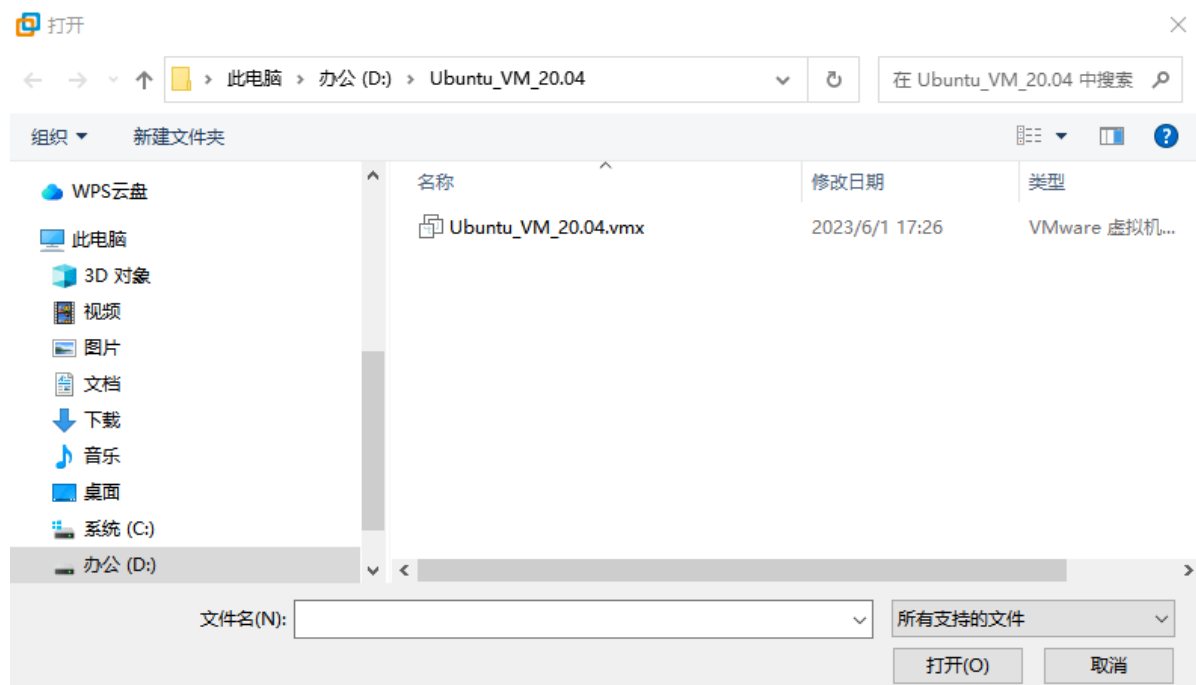 打开
此电脑 › 办公 (D:) › Ubuntu_VM_20.04
在 Ubuntu_VM_20.04 中搜索
组织 新建文件夹
WPS云盘
此电脑
3D 对象
视频
图片
文档
下载
音乐
桌面
系统 (C:)
办公 (D:)
名称 修改日期 类型
Ubuntu_VM_20.04.vmx 2023/6/1 17:26 VMware 虚拟机...
文件名(N): 所有支持的文件
打开(O) 取消